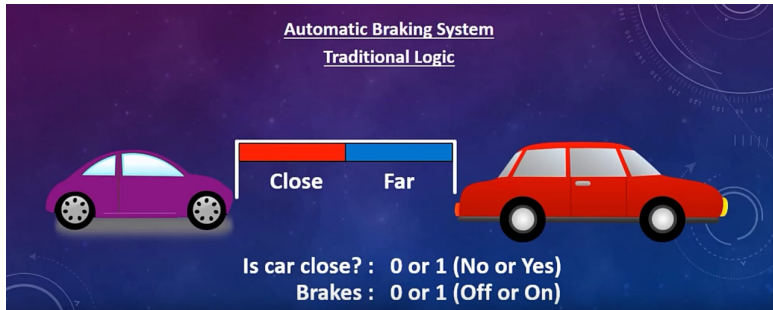 Automatic Braking System
Traditional Logic
Close Far
Is car close? : 0 or 1 (No or Yes)
Brakes : 0 or 1 (Off or On)